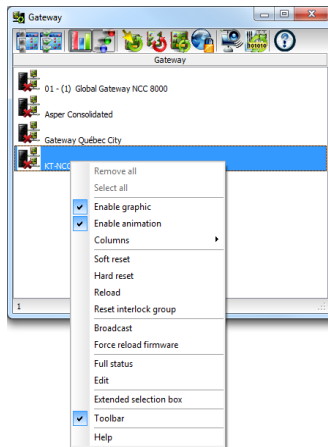 Gateway
Gateway
01 - (1) Global Gateway NCC 8000
Asper Consolidated
Gateway Québec City
KT-NCC
Remove all
Select all
Enable graphic
Enable animation
Columns
Soft reset
Hard reset
Reload
Reset interlock group
Broadcast
Force reload firmware
Full status
Edit
Extended selection box
Toolbar
Help
1